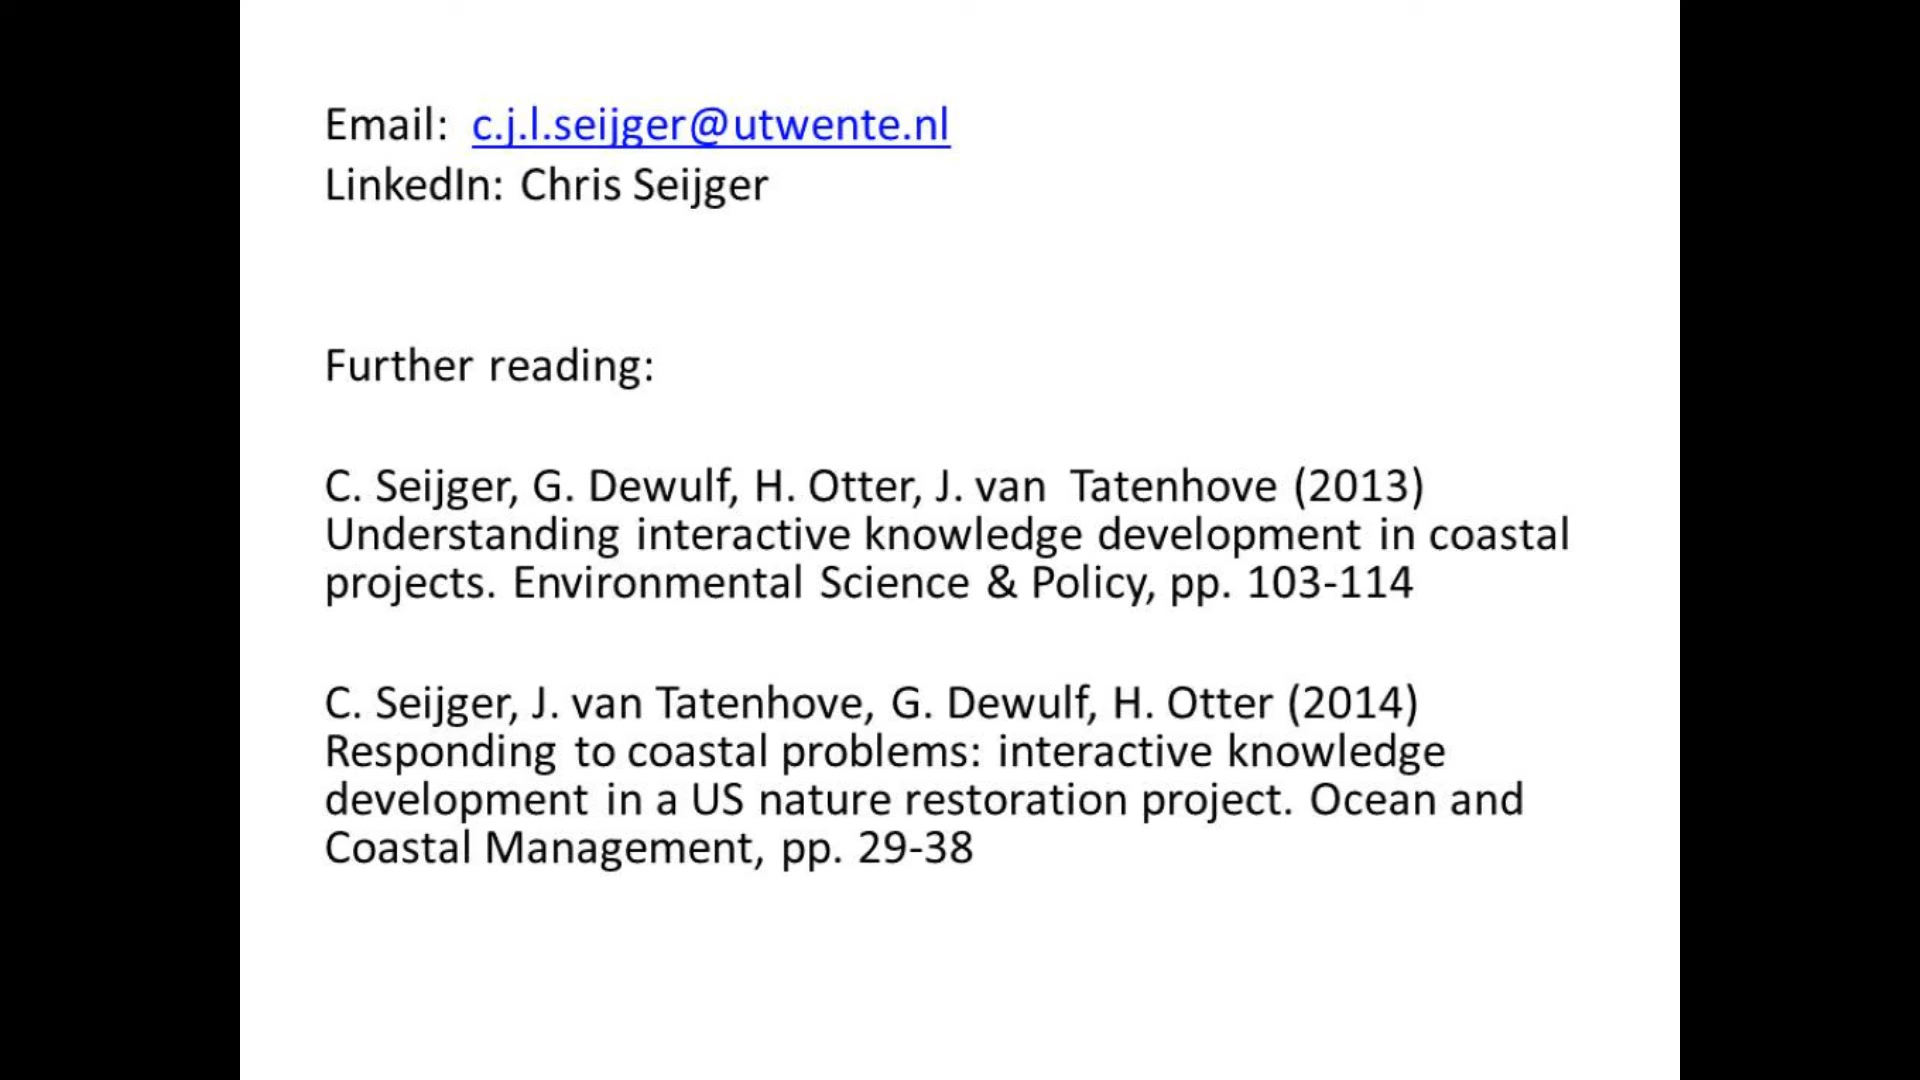 Email: c.j.l.seijger@utwente.nl
LinkedIn: Chris Seijger
Further reading:
C. Seijger, G. Dewulf, H. Otter, J. van Tatenhove (2013)
Understanding interactive knowledge development in coastal
projects. Environmental Science & Policy, pp. 103-114
C. Seijger, J. van Tatenhove, G. Dewulf, H. Otter (2014)
Responding to coastal problems: interactive knowledge
development in a US nature restoration project. Ocean and
Coastal Management, pp. 29-38